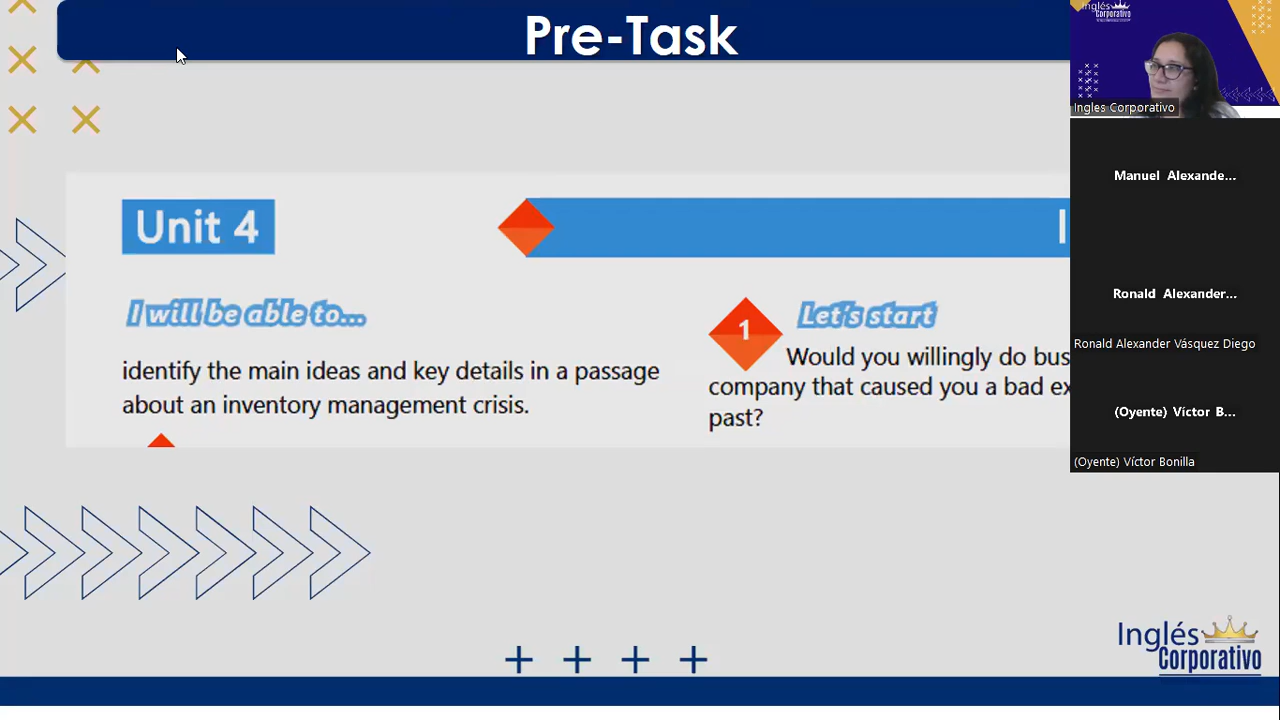 Pre-Task
Unit 4
I will be able to...
identify the main ideas and key details in a passage
about an inventory management crisis.
1
Let's start
Would you willingly do bus
company that caused you a bad ex
past?
Inglés
Corporativo
Ingles Corporativo
Manuel Alexande...
Ronald Alexander...
Ronald Alexander Vásquez Diego
(Oyente) Víctor B...
(Oyente) Víctor Bonilla
Inglés
Corporativo